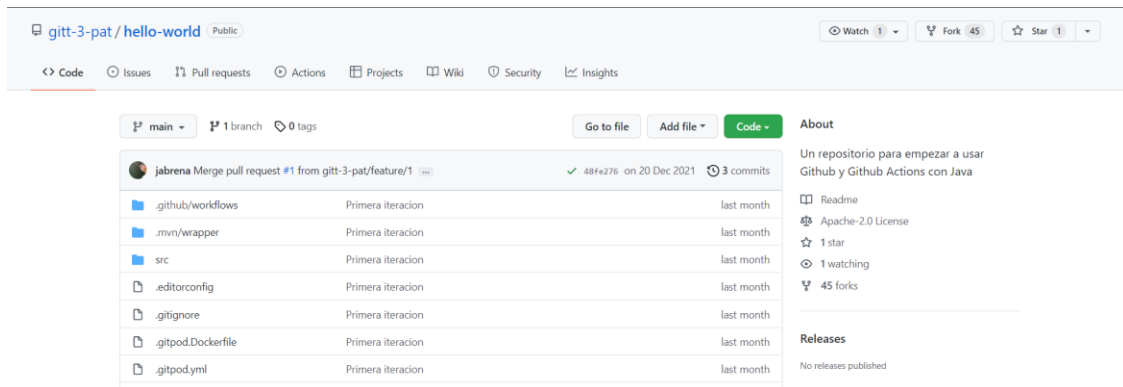 gitt-3-pat / hello-world Public
Watch 1 Fork 45 Star 1
<> Code Issues Pull requests Actions Projects Wiki Security Insights
main 1 branch 0 tags Go to file Add file Code
jabrena Merge pull request #1 from gitt-3-pat/feature/1 ... 48fe276 on 20 Dec 2021 3 commits
.github/workflows Primera iteracion last month
.mvn/wrapper Primera iteracion last month
src Primera iteracion last month
.editorconfig Primera iteracion last month
.gitignore Primera iteracion last month
.gitpod.Dockerfile Primera iteracion last month
.gitpod.yml Primera iteracion last month
About
Un repositorio para empezar a usar
Github y Github Actions con Java
Readme
Apache-2.0 License
1 star
1 watching
45 forks
Releases
No releases published